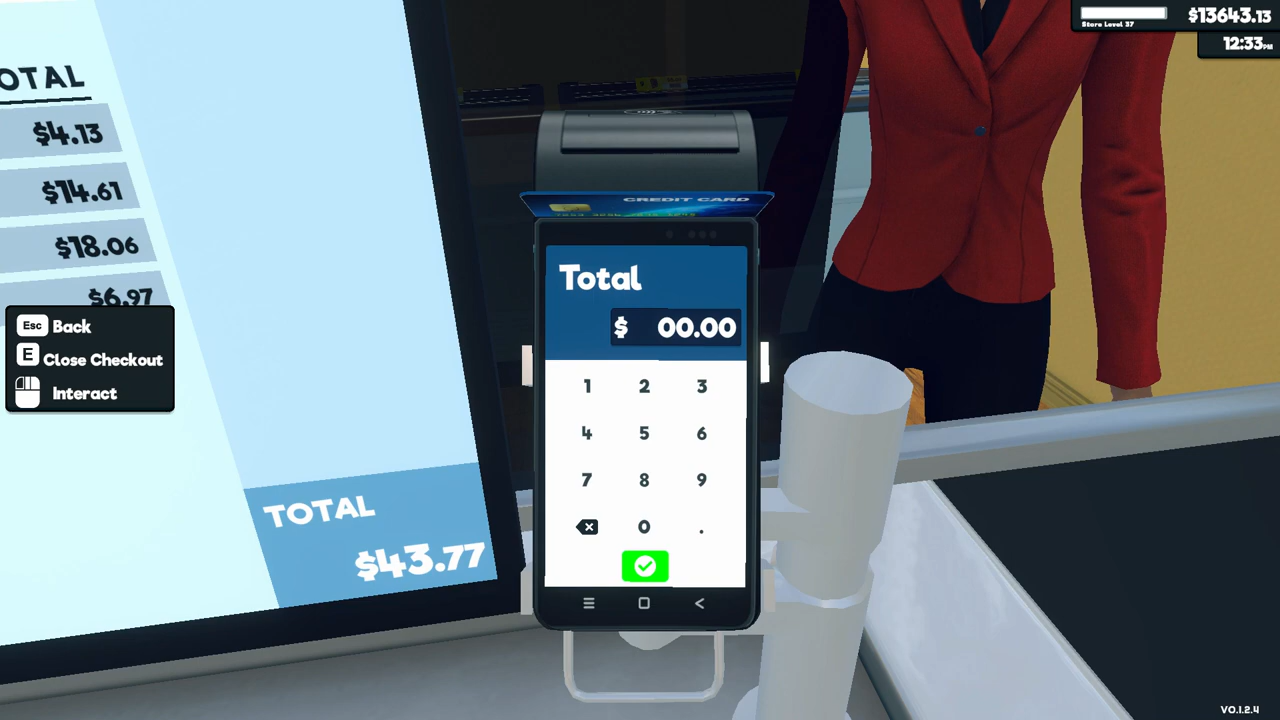 OTAL
$4.13
$14.61
$18.06
$6.97
Esc Back
E Close Checkout
Interact
TOTAL
$43.77
CREDIT CARD
Total
$ 00.00
1 2 3
4 5 6
7 8 9
0 .
Store Level 37
$13643.13
12:33PM
V0.1.2.4